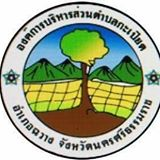 องค์การบริหารส่วนตำบลกะเปียด
อำเภอฉวาง จังหวัดนครศรีธรรมราช